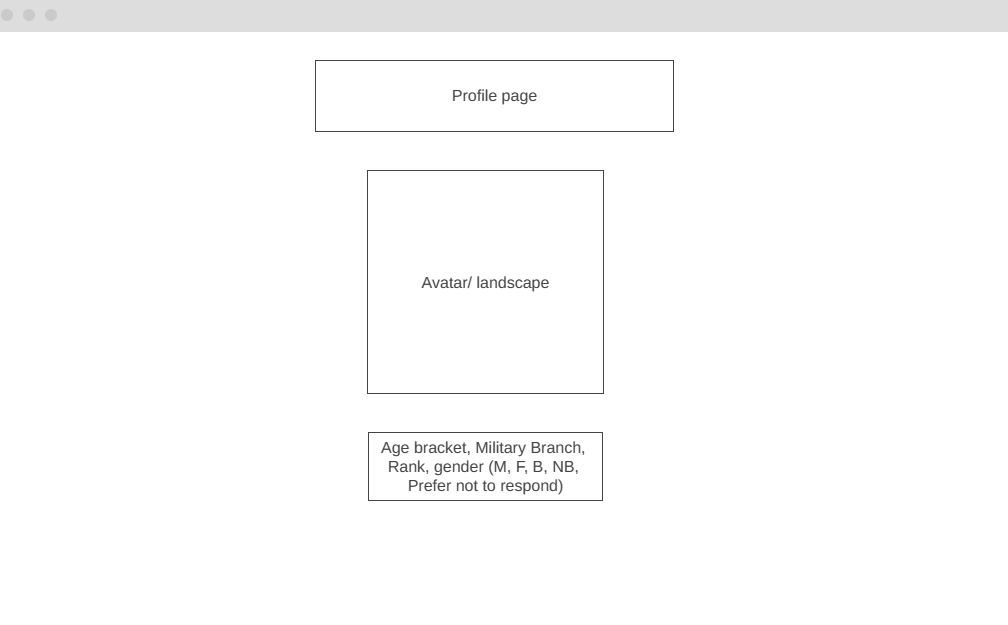 Profile page
Avatar/ landscape
Age bracket, Military Branch,
Rank, gender (M, F, B, NB,
Prefer not to respond)